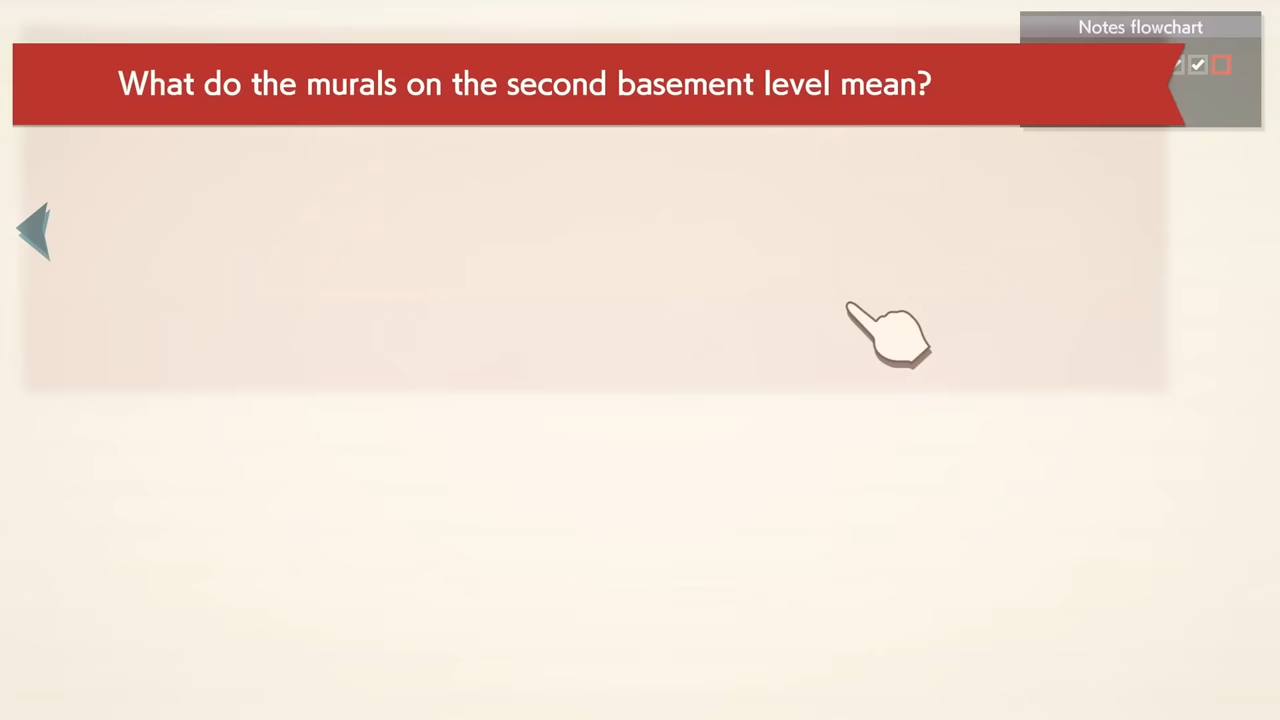 Notes flowchart
What do the murals on the second basement level mean?